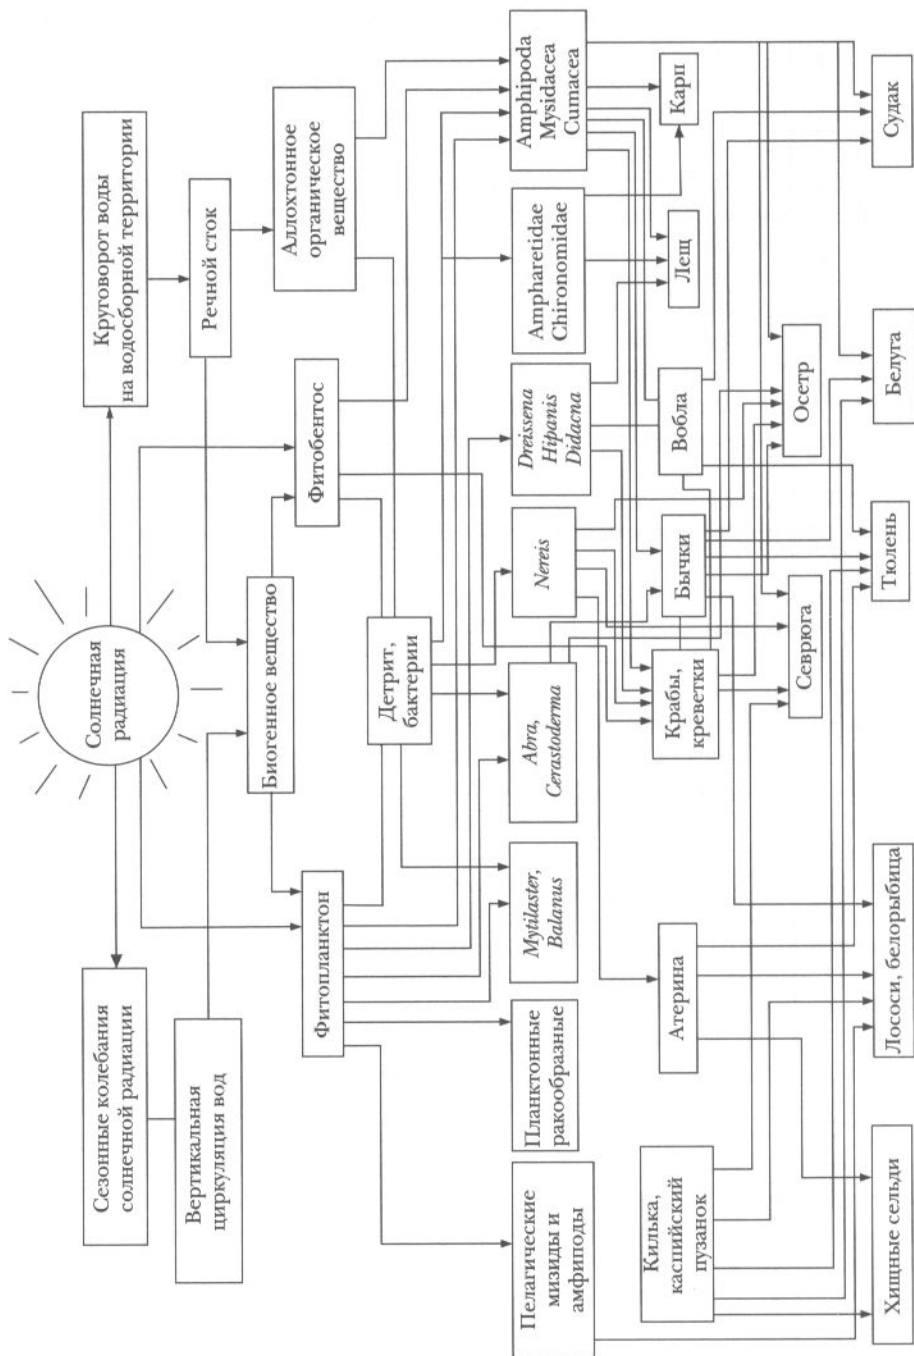 Солнечная
радиация
Сезонные колебания
солнечной радиации
Круговорот воды
на водосборной территории
Вертикальная
циркуляция вод
Речной сток
Биогенное вещество
Аллохтонное
органическое
вещество
Фитопланктон
Фитобентос
Детрит,
бактерии
Пелагические
мизиды и
амфиподы
Планктонные
ракообразные
Mytilaster,
Balanus
Abra,
Cerastoderma
Nereis
Dreissena
Hipanis
Didacna
Ampharetidae
Chironomidae
Amphipoda
Mysidacea
Cumacea
Килька,
каспийский
пузанок
Атерина
Крабы,
креветки
Бычки
Вобла
Лещ
Карп
Севрюга
Осетр
Хищные сельди
Лососи, белорыбица
Тюлень
Белуга
Судак